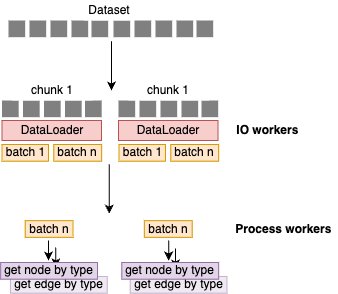 Dataset
chunk 1 chunk 1
DataLoader DataLoader IO workers
batch 1 batch n batch 1 batch n
batch n batch n Process workers
get node by type get node by type
get edge by type get edge by type